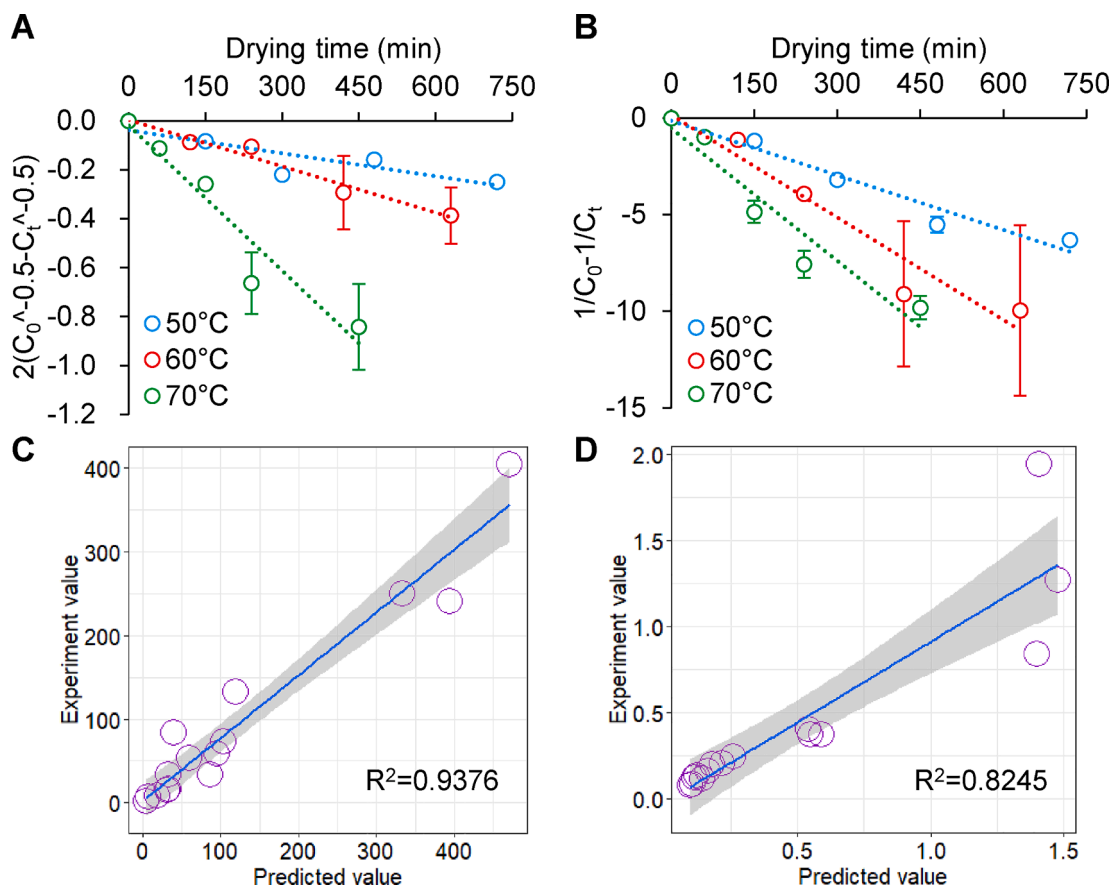 A
Drying time (min)
0 150 300 450 600 750
2(C₀^-0.5-Cₜ^-0.5)
0.0
-0.2
-0.4
-0.6
-0.8
-1.0
-1.2
50°C
60°C
70°C
B
Drying time (min)
0 150 300 450 600 750
1/C₀-1/Cₜ
0
-5
-10
-15
50°C
60°C
70°C
C
Experiment value
400
300
200
100
0
R²=0.9376
0 100 200 300 400
Predicted value
D
Experiment value
2.0
1.5
1.0
0.5
0.0
R²=0.8245
0.5 1.0 1.5
Predicted value